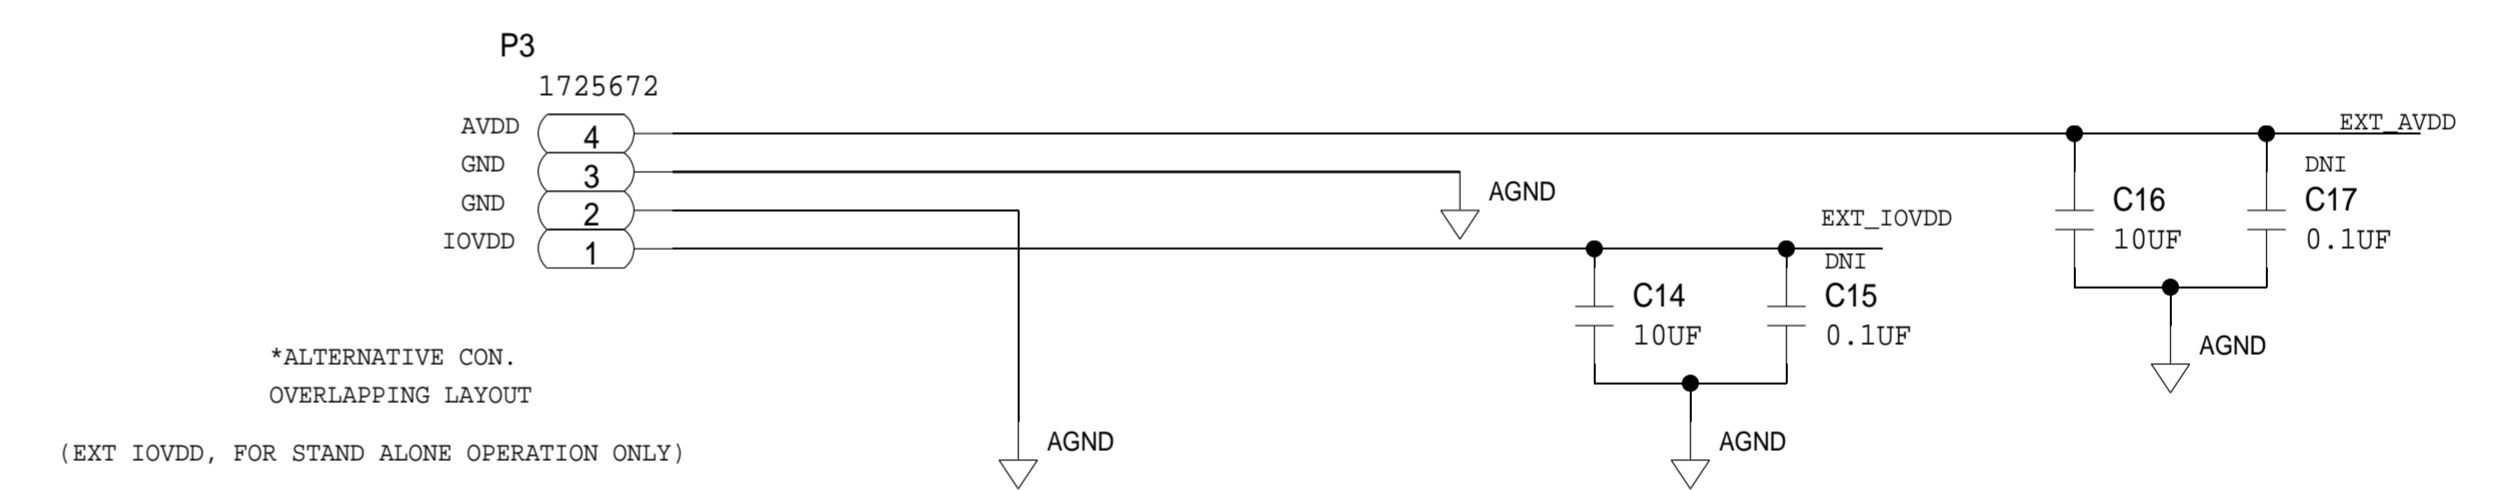 P3
1725672
AVDD
4
GND
3
GND
2
IOVDD
1
AGND
EXT_AVDD
DNI
C16
10UF
C17
0.1UF
AGND
EXT_IOVDD
DNI
C14
10UF
C15
0.1UF
AGND
AGND
*ALTERNATIVE CON.
OVERLAPPING LAYOUT
(EXT IOVDD, FOR STAND ALONE OPERATION ONLY)